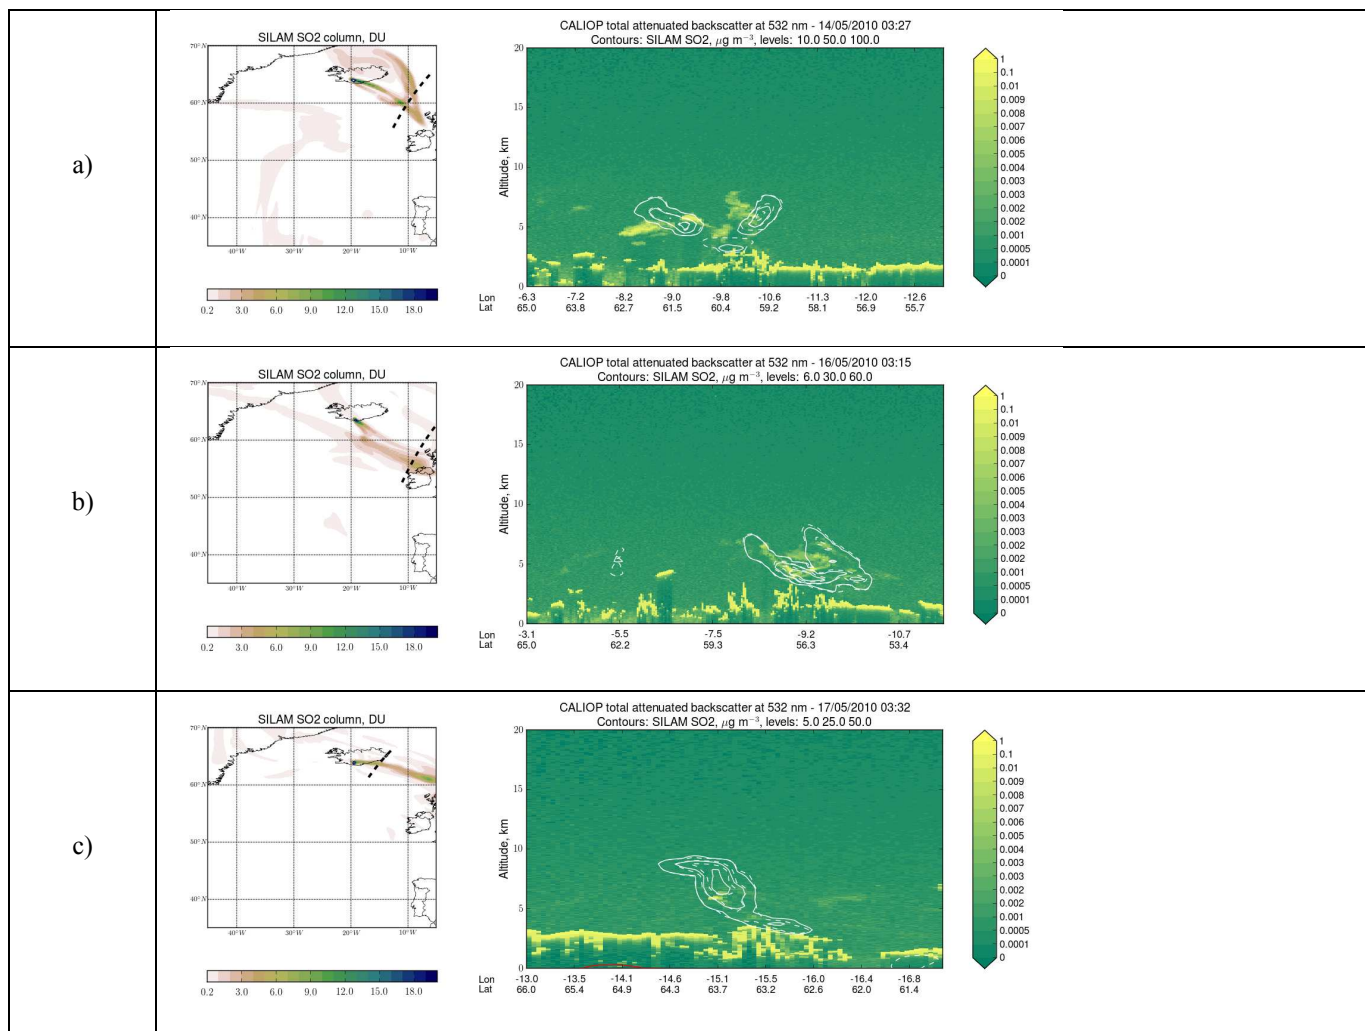 a)
SILAM SO2 column, DU
70°N
60°N
50°N
40°N
40°W 30°W 20°W 10°W
0.2 3.0 6.0 9.0 12.0 15.0 18.0
CALIOP total attenuated backscatter at 532 nm - 14/05/2010 03:27
Contours: SILAM SO2, μg m⁻³, levels: 10.0 50.0 100.0
Altitude, km
20
15
10
5
0
Lon -6.3 -7.2 -8.2 -9.0 -9.8 -10.6 -11.3 -12.0 -12.6
Lat 65.0 63.8 62.7 61.5 60.4 59.2 58.1 56.9 55.7
1
0.1
0.01
0.009
0.008
0.007
0.006
0.005
0.004
0.003
0.002
0.001
0.0005
0.0001
0
b)
SILAM SO2 column, DU
70°N
60°N
50°N
40°N
40°W 30°W 20°W 10°W
0.2 3.0 6.0 9.0 12.0 15.0 18.0
CALIOP total attenuated backscatter at 532 nm - 16/05/2010 03:15
Contours: SILAM SO2, μg m⁻³, levels: 6.0 30.0 60.0
Altitude, km
20
15
10
5
0
Lon -3.1 -5.5 -7.5 -9.2 -10.7
Lat 65.0 62.2 59.3 56.3 53.4
1
0.1
0.01
0.009
0.008
0.007
0.006
0.005
0.004
0.003
0.002
0.001
0.0005
0.0001
0
c)
SILAM SO2 column, DU
70°N
60°N
50°N
40°N
40°W 30°W 20°W 10°W
0.2 3.0 6.0 9.0 12.0 15.0 18.0
CALIOP total attenuated backscatter at 532 nm - 17/05/2010 03:32
Contours: SILAM SO2, μg m⁻³, levels: 5.0 25.0 50.0
Altitude, km
20
15
10
5
0
Lon -13.0 -13.5 -14.1 -14.6 -15.1 -15.5 -16.0 -16.4 -16.8
Lat 66.0 65.4 64.9 64.3 63.7 63.2 62.6 62.0 61.4
1
0.1
0.01
0.009
0.008
0.007
0.006
0.005
0.004
0.003
0.002
0.001
0.0005
0.0001
0